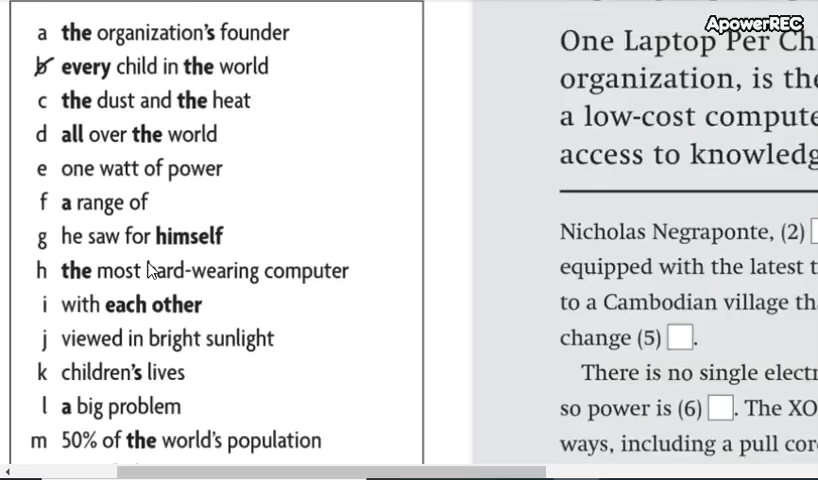 a the organization's founder
b every child in the world
c the dust and the heat
d all over the world
e one watt of power
f a range of
g he saw for himself
h the most hard-wearing computer
i with each other
j viewed in bright sunlight
k children's lives
l a big problem
m 50% of the world's population
ApowerREC
One Laptop Per Ch
organization, is the
a low-cost compute
access to knowledg
Nicholas Negraponte, (2)
equipped with the latest t
to a Cambodian village tha
change (5) .
There is no single electr
so power is (6) . The XO
ways, including a pull cor